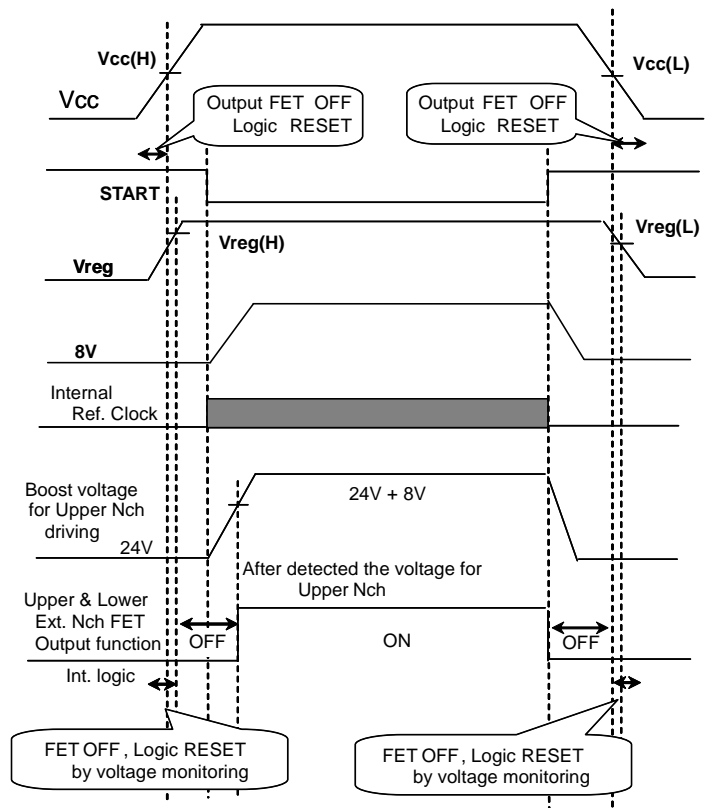 Vcc(H)
Vcc(L)
Vcc
Output FET OFF
Logic RESET
Output FET OFF
Logic RESET
START
Vreg(H)
Vreg(L)
Vreg
8V
Internal
Ref. Clock
Boost voltage
for Upper Nch
driving
24V
24V + 8V
After detected the voltage for
Upper Nch
Upper & Lower
Ext. Nch FET
Output function
OFF
ON
OFF
Int. logic
FET OFF , Logic RESET
by voltage monitoring
FET OFF , Logic RESET
by voltage monitoring